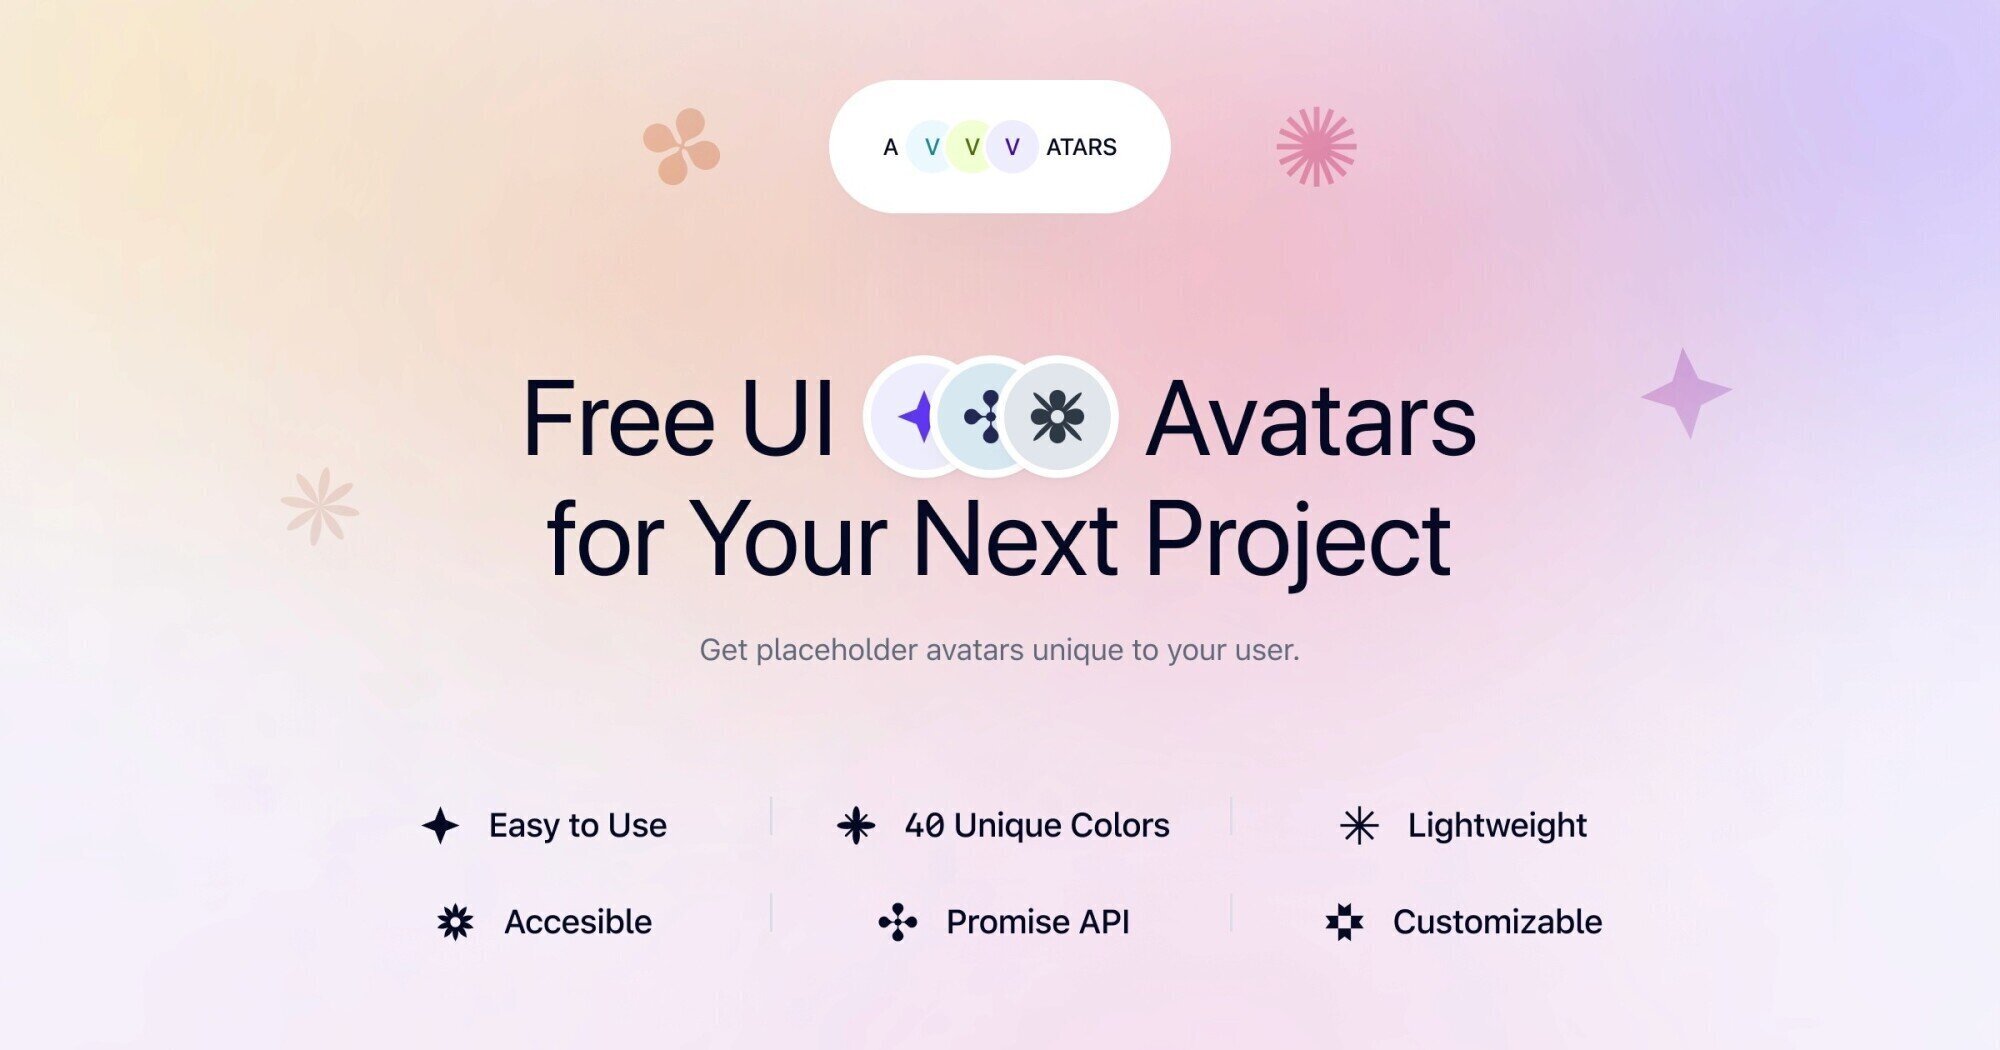 A V V V ATARS
Free UI Avatars
for Your Next Project
Get placeholder avatars unique to your user.
Easy to Use
40 Unique Colors
Lightweight
Accesible
Promise API
Customizable